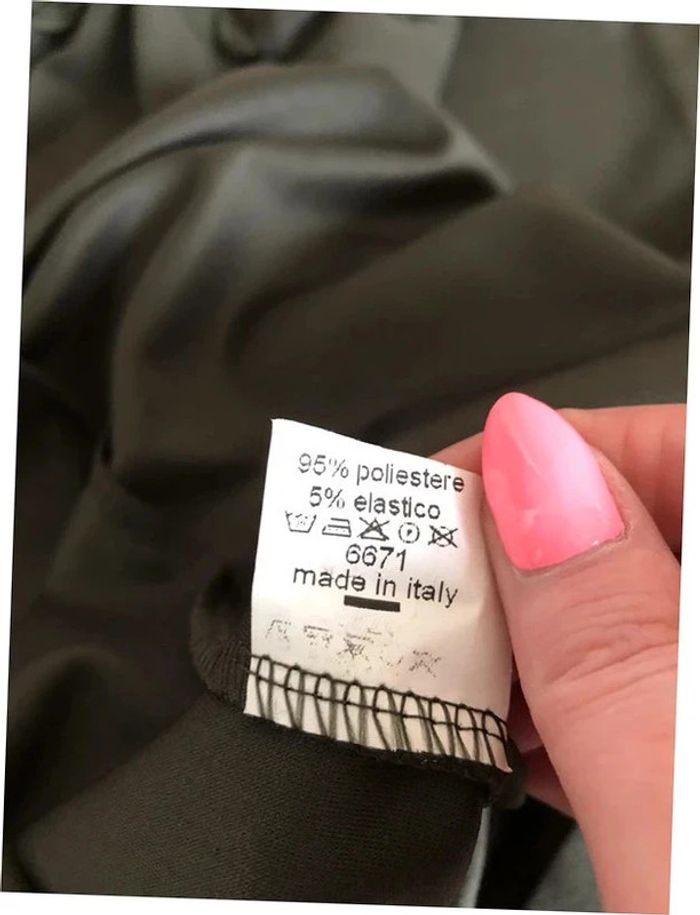 95% poliestere
5% elastico
6671
made in italy